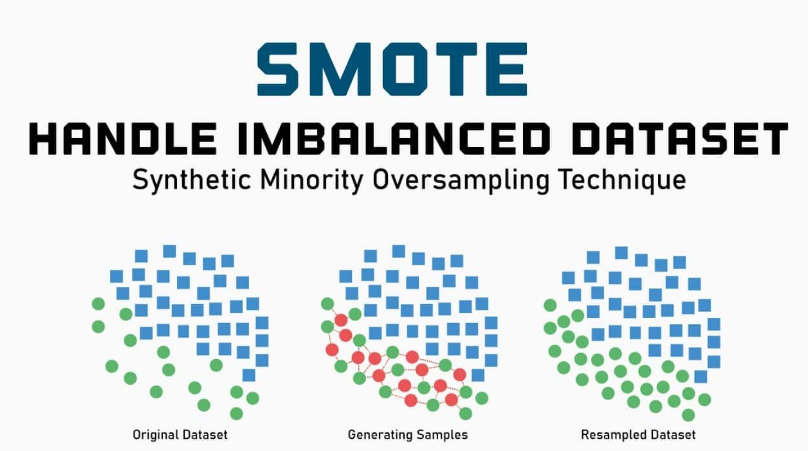 SMOTE
HANDLE IMBALANCED DATASET
Synthetic Minority Oversampling Technique
Original Dataset
Generating Samples
Resampled Dataset